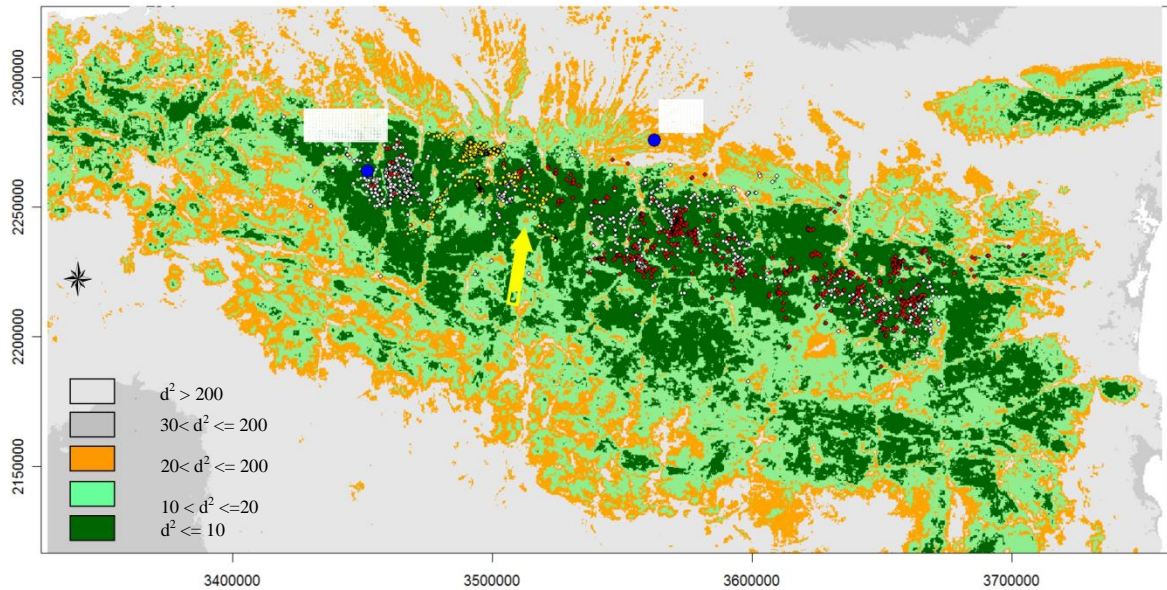 2300000
2250000
2200000
2150000
d² > 200
30< d² <= 200
20< d² <= 200
10 < d² <=20
d² <= 10
3400000 3500000 3600000 3700000